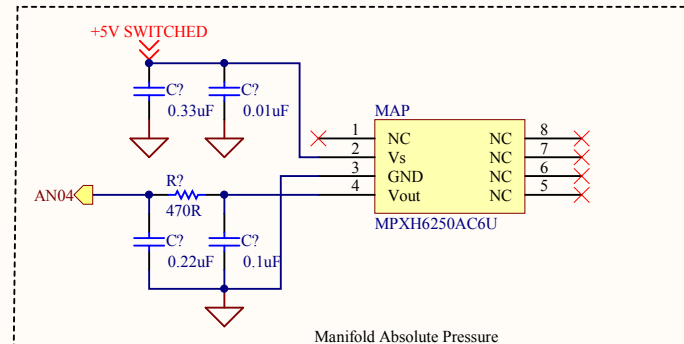 +5V SWITCHED
C?
0.33uF
C?
0.01uF
MAP
1 NC NC 8
2 Vs NC 7
3 GND NC 6
4 Vout NC 5
MPXH6250AC6U
AN04
R?
470R
C?
0.22uF
C?
0.1uF
Manifold Absolute Pressure